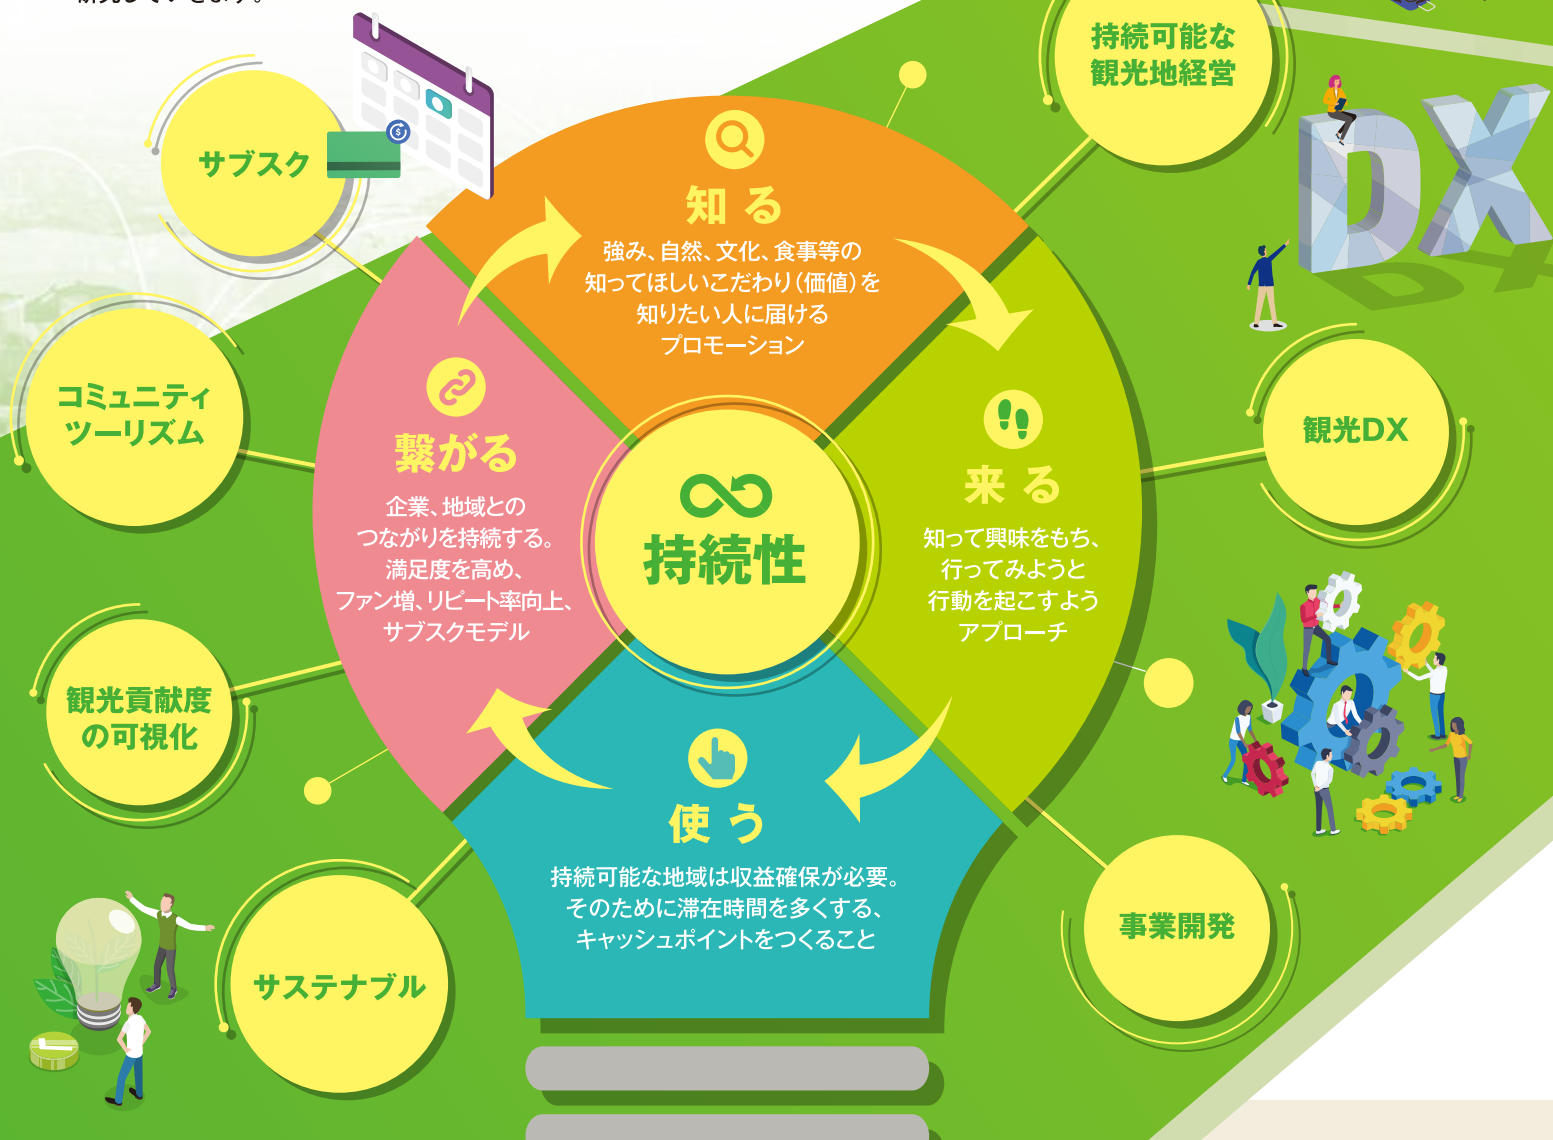 持続可能な
観光地経営
DX
サブスク
知る
強み、自然、文化、食事等の
知ってほしいこだわり（価値）を
知りたい人に届ける
プロモーション
コミュニティ
ツーリズム
繋がる
企業、地域との
つながりを持続する。
満足度を高め、
ファン増、リピート率向上、
サブスクモデル
持続性
来る
知って興味をもち、
行ってみようと
行動を起こすよう
アプローチ
観光DX
観光貢献度
の可視化
使う
持続可能な地域は収益確保が必要。
そのために滞在時間を多くする、
キャッシュポイントをつくること
サステナブル
事業開発